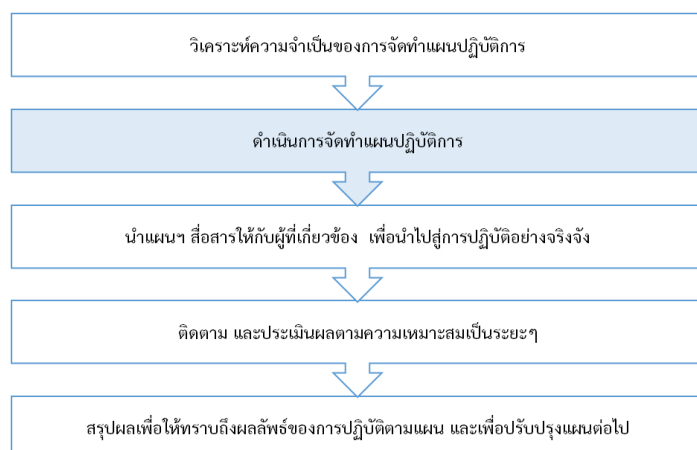 วิเคราะห์ความจำเป็นของการจัดทำแผนปฏิบัติการ
ดำเนินการจัดทำแผนปฏิบัติการ
นำแผนฯ สื่อสารให้กับผู้ที่เกี่ยวข้อง เพื่อนำไปสู่การปฏิบัติอย่างจริงจัง
ติดตาม และประเมินผลตามความเหมาะสมเป็นระยะๆ
สรุปผลเพื่อให้ทราบถึงผลลัพธ์ของการปฏิบัติตามแผน และเพื่อปรับปรุงแผนต่อไป